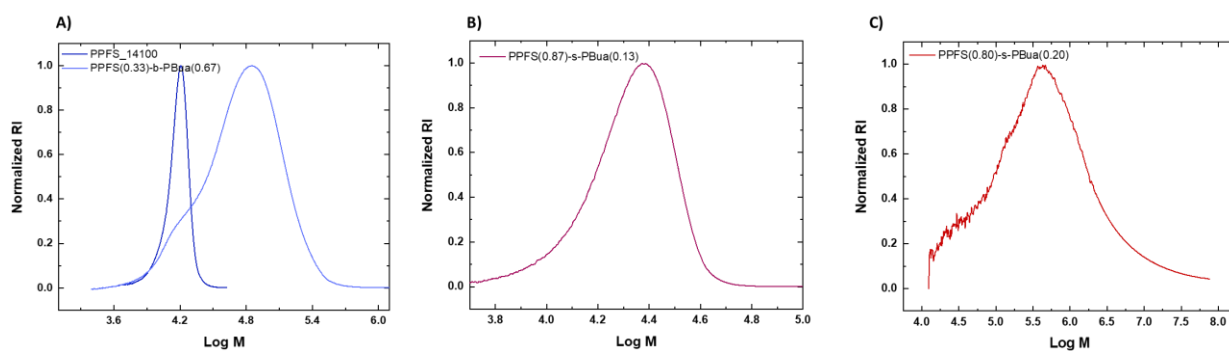 A)
PPFS_14100
PPFS(0.33)-b-PBua(0.67)
1.0
0.8
0.6
0.4
0.2
0.0
Normalized RI
3.6 4.2 4.8 5.4 6.0
Log M
B)
PPFS(0.87)-s-PBua(0.13)
1.0
0.8
0.6
0.4
0.2
0.0
Normalized RI
3.8 4.0 4.2 4.4 4.6 4.8 5.0
Log M
C)
PPFS(0.80)-s-PBua(0.20)
1.0
0.8
0.6
0.4
0.2
0.0
Normalized RI
4.0 4.5 5.0 5.5 6.0 6.5 7.0 7.5 8.0
Log M